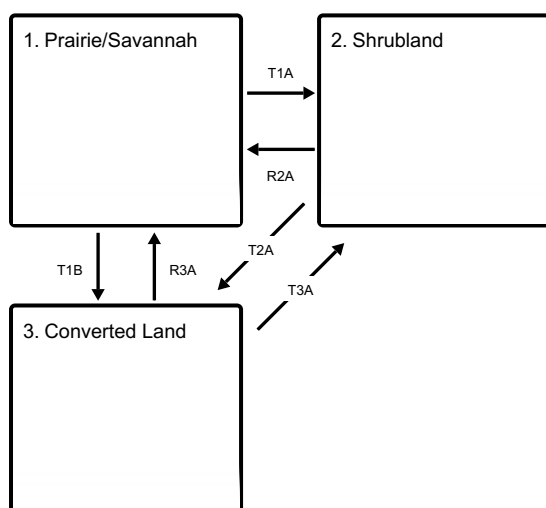 1. Prairie/Savannah
2. Shrubland
T1A
R2A
T2A
T1B
R3A
T3A
3. Converted Land